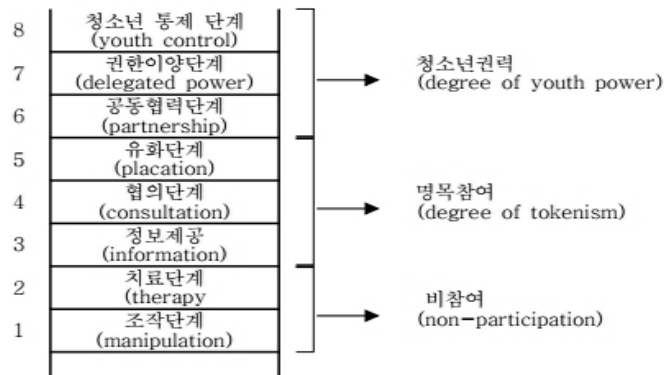 8
청소년 통제 단계
(youth control)
7
권한이양단계
(delegated power)
6
공동협력단계
(partnership)
청소년권력
(degree of youth power)
5
유화단계
(placation)
4
협의단계
(consultation)
3
정보제공
(information)
명목참여
(degree of tokenism)
2
치료단계
(therapy
1
조작단계
(manipulation)
비참여
(non-participation)